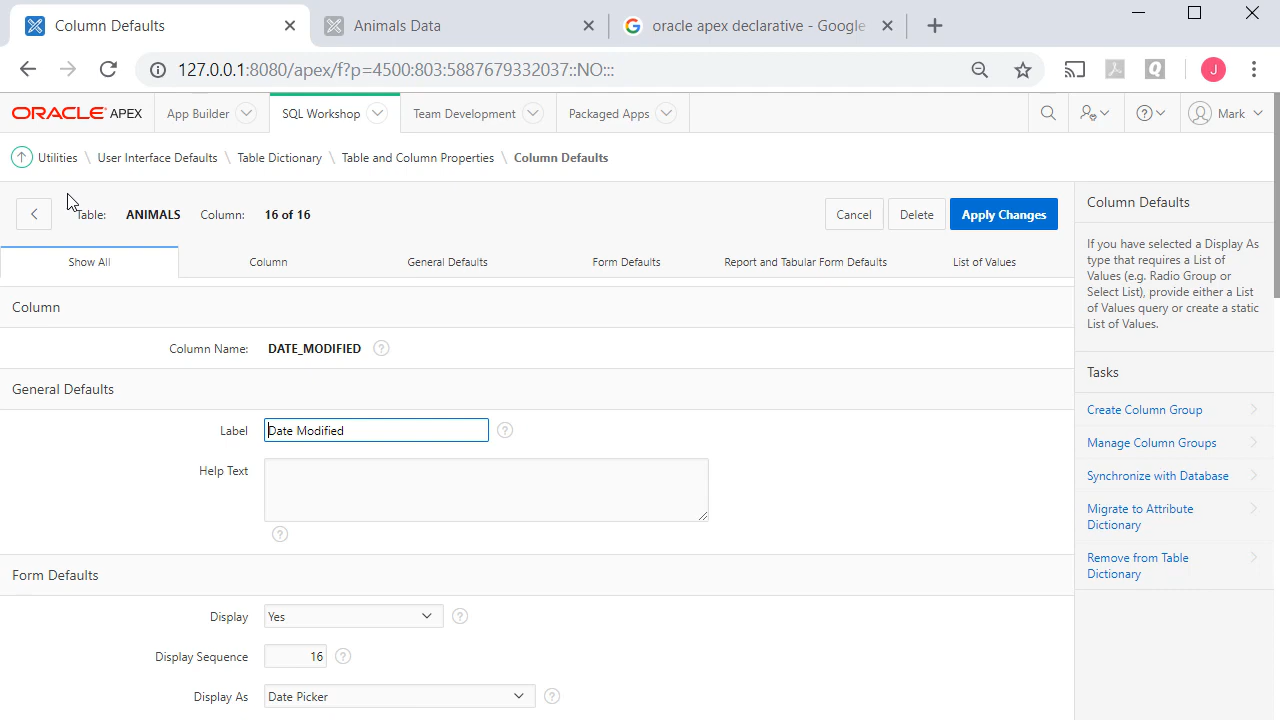 Column Defaults
Animals Data
oracle apex declarative - Google
127.0.0.1:8080/apex/f?p=4500:803:5887679332037::NO:::
J
ORACLE APEX
App Builder
SQL Workshop
Team Development
Packaged Apps
Mark
Utilities \ User Interface Defaults \ Table Dictionary \ Table and Column Properties \ Column Defaults
Table: ANIMALS Column: 16 of 16
Cancel
Delete
Apply Changes
Show All
Column
General Defaults
Form Defaults
Report and Tabular Form Defaults
List of Values
Column
Column Name: DATE_MODIFIED
General Defaults
Label Date Modified
Help Text
Form Defaults
Display Yes
Display Sequence 16
Display As Date Picker
Column Defaults
If you have selected a Display As
type that requires a List of
Values (e.g. Radio Group or
Select List), provide either a List
of Values query or create a static
List of Values.
Tasks
Create Column Group
Manage Column Groups
Synchronize with Database
Migrate to Attribute
Dictionary
Remove from Table
Dictionary